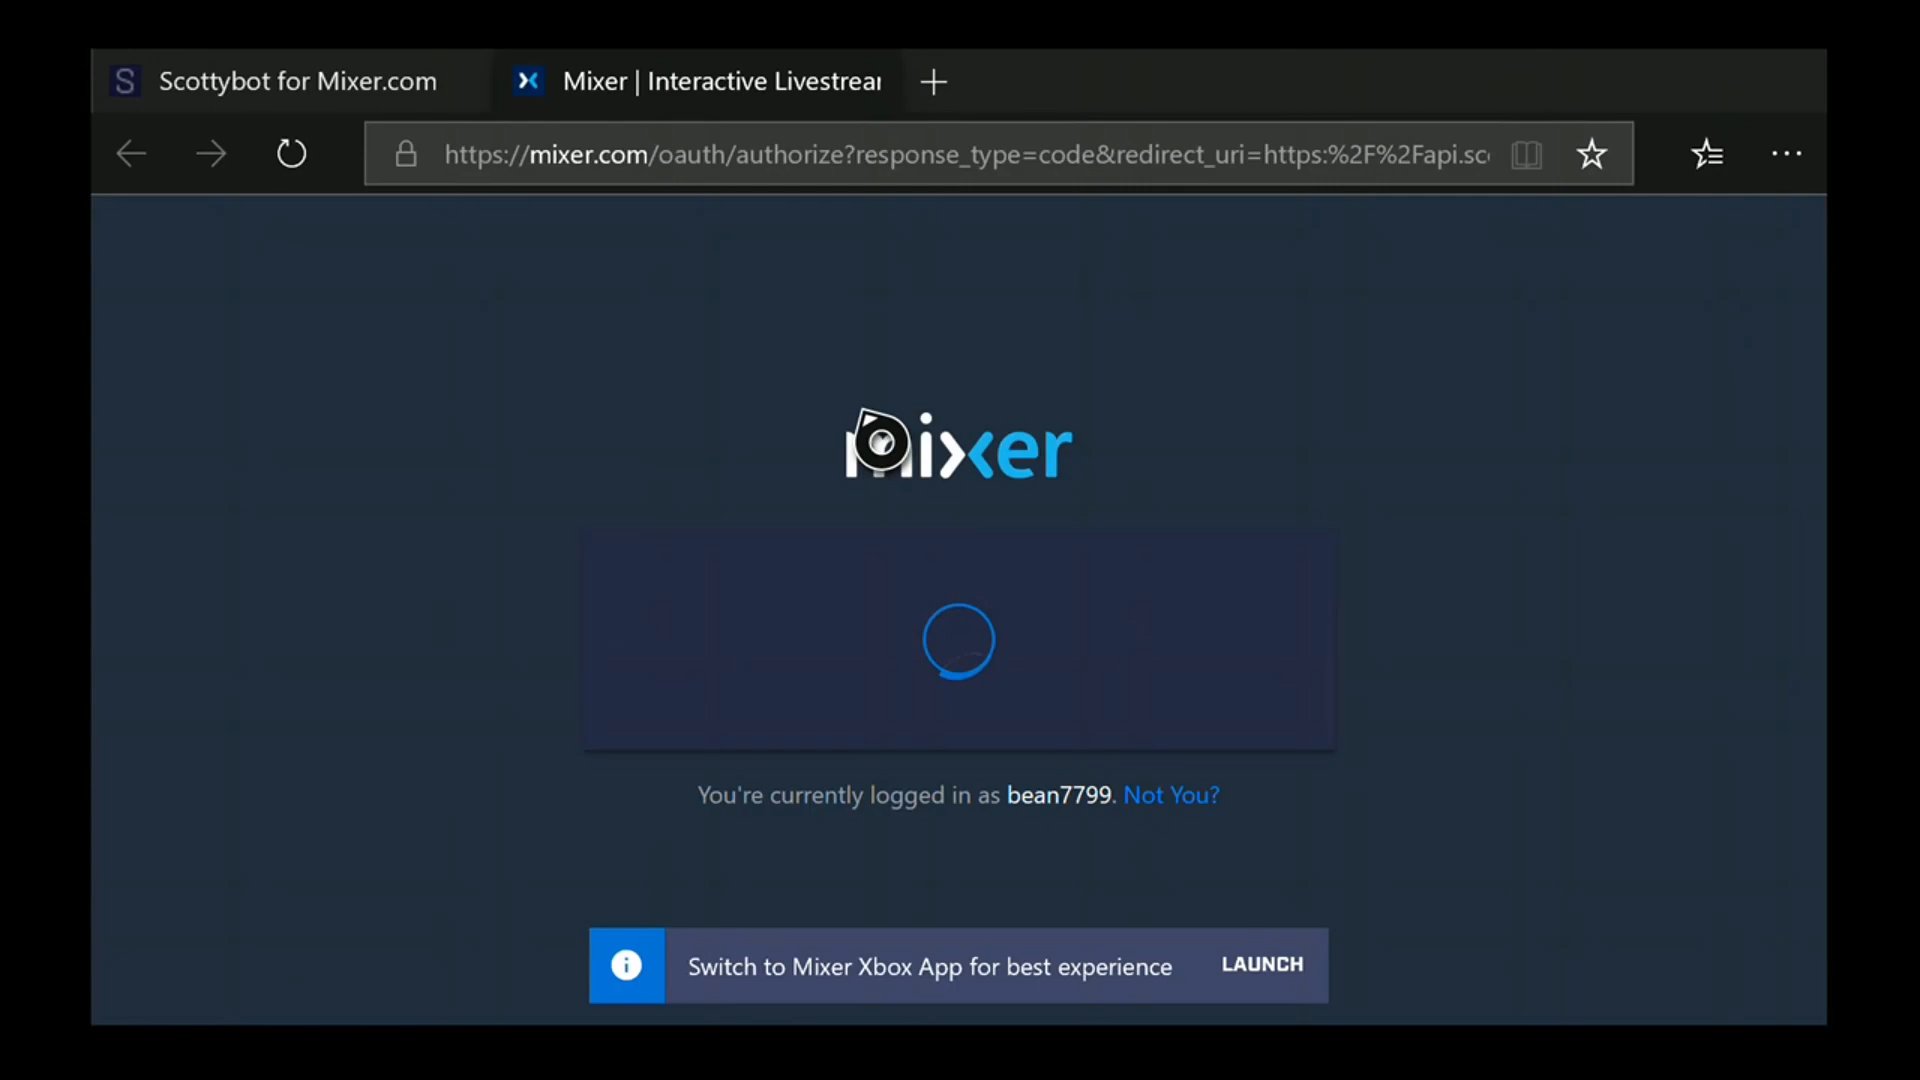 S Scottybot for Mixer.com
Mixer | Interactive Livestrear
https://mixer.com/oauth/authorize?response_type=code&redirect_uri=https:%2F%2Fapi.sc
mixer
You're currently logged in as bean7799. Not You?
Switch to Mixer Xbox App for best experience LAUNCH